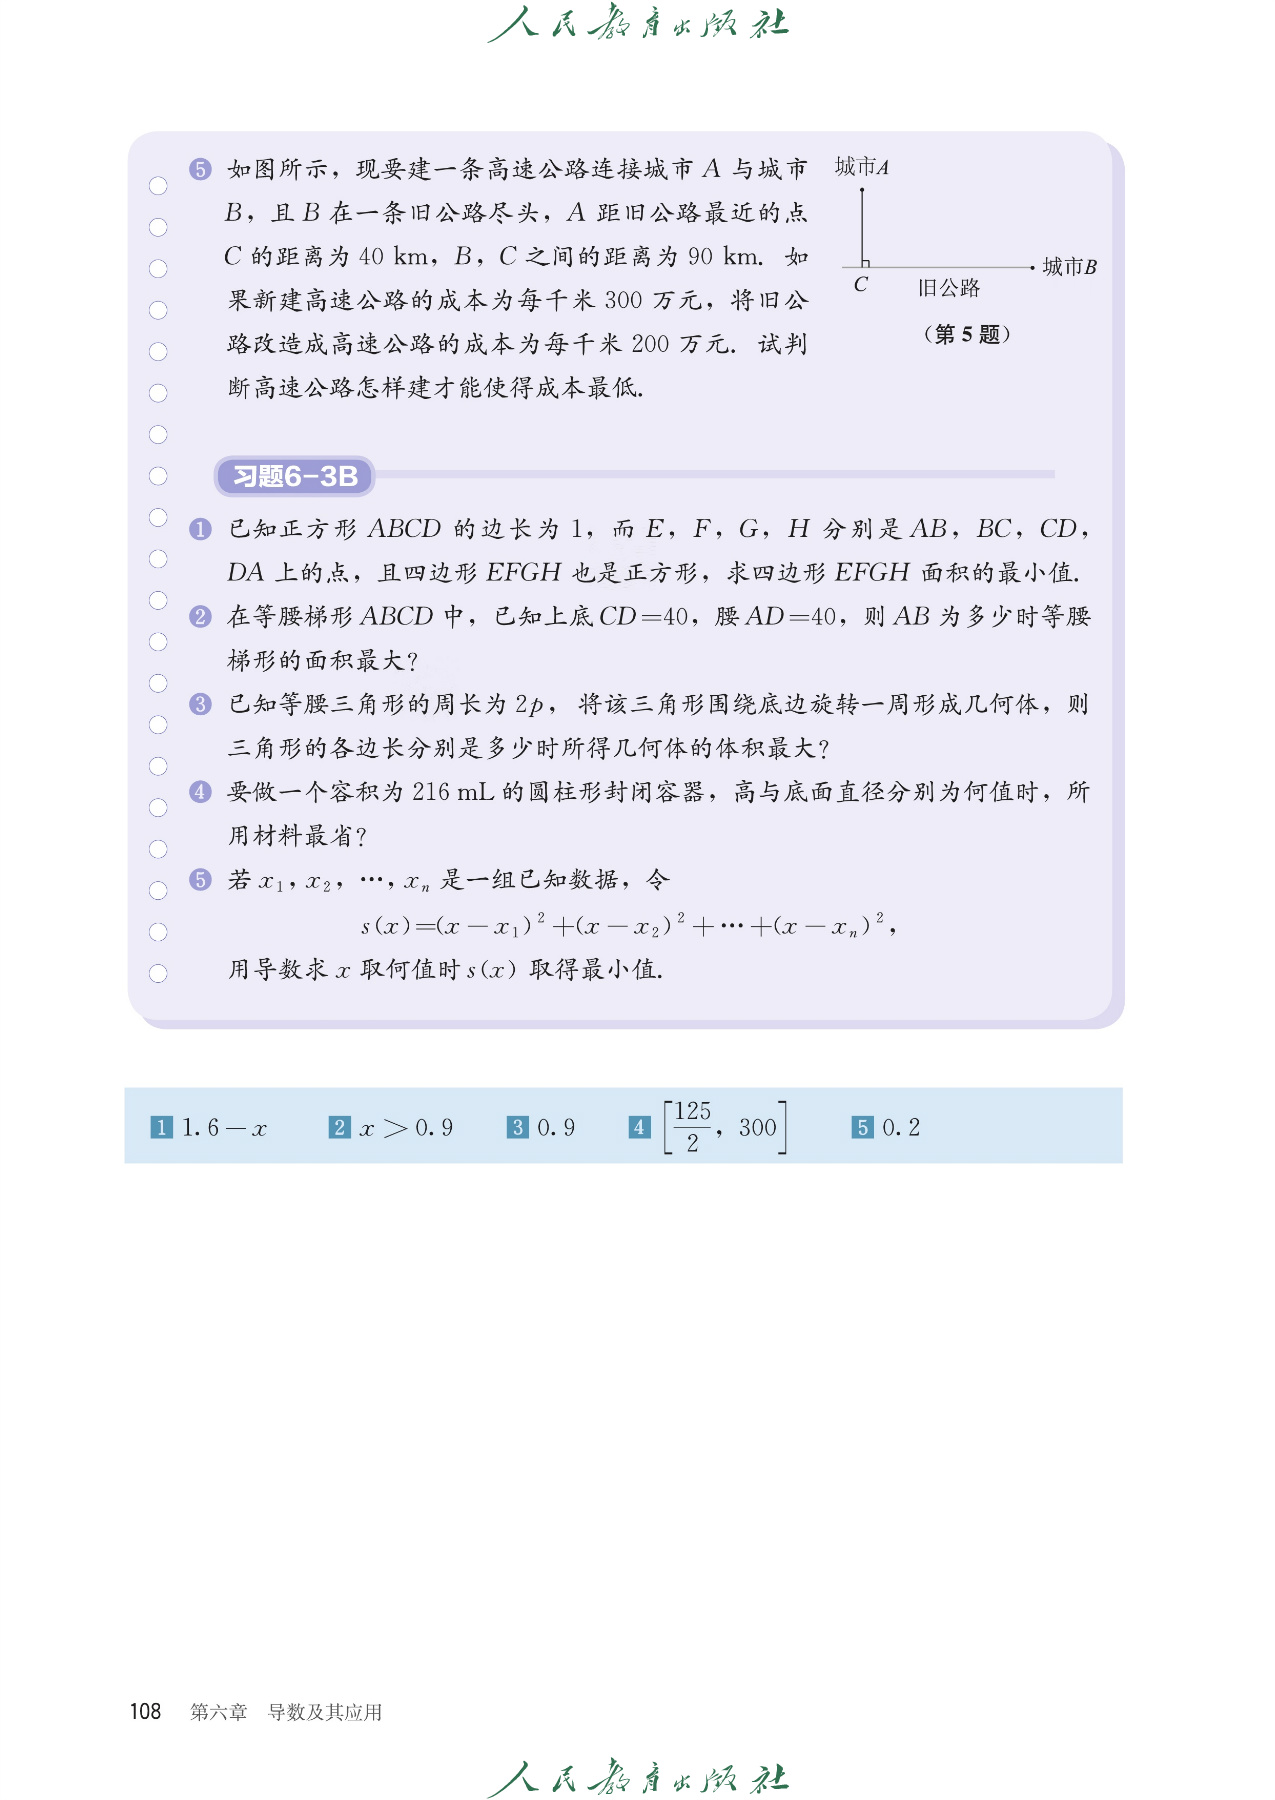 人民教育出版社
5 如图所示，现要建一条高速公路连接城市 A 与城市
B，且 B 在一条旧公路尽头，A 距旧公路最近的点
C 的距离为 40 km，B，C 之间的距离为 90 km. 如
果新建高速公路的成本为每千米 300 万元，将旧公
路改造成高速公路的成本为每千米 200 万元. 试判
断高速公路怎样建才能使得成本最低.
城市A
城市B
C
旧公路
（第 5 题）
习题6-3B
1 已知正方形 ABCD 的边长为 1，而 E，F，G，H 分别是 AB，BC，CD，
DA 上的点，且四边形 EFGH 也是正方形，求四边形 EFGH 面积的最小值.
2 在等腰梯形 ABCD 中，已知上底 CD=40，腰 AD=40，则 AB 为多少时等腰
梯形的面积最大？
3 已知等腰三角形的周长为 2p，将该三角形围绕底边旋转一周形成几何体，则
三角形的各边长分别是多少时所得几何体的体积最大？
4 要做一个容积为 216 mL 的圆柱形封闭容器，高与底面直径分别为何值时，所
用材料最省？
5 若 x₁，x₂，…，xₙ 是一组已知数据，令
s(x)=(x－x₁)²+(x－x₂)²+…+(x－xₙ)²，
用导数求 x 取何值时 s(x) 取得最小值.
1 1.6－x 2 x＞0.9 3 0.9 4 [125/2，300] 5 0.2
108 第六章 导数及其应用
人民教育出版社